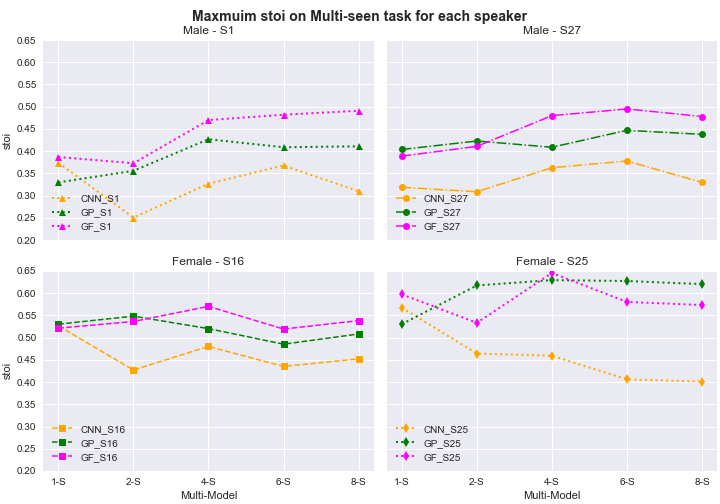 Maxmuim stoi on Multi-seen task for each speaker
Male - S1
0.65
0.60
0.55
0.50
0.45
0.40
0.35
0.30
0.25
0.20
stoi
CNN_S1
GP_S1
GF_S1
Male - S27
CNN_S27
GP_S27
GF_S27
Female - S16
0.65
0.60
0.55
0.50
0.45
0.40
0.35
0.30
0.25
0.20
stoi
CNN_S16
GP_S16
GF_S16
1-S 2-S 4-S 6-S 8-S
Multi-Model
Female - S25
CNN_S25
GP_S25
GF_S25
1-S 2-S 4-S 6-S 8-S
Multi-Model